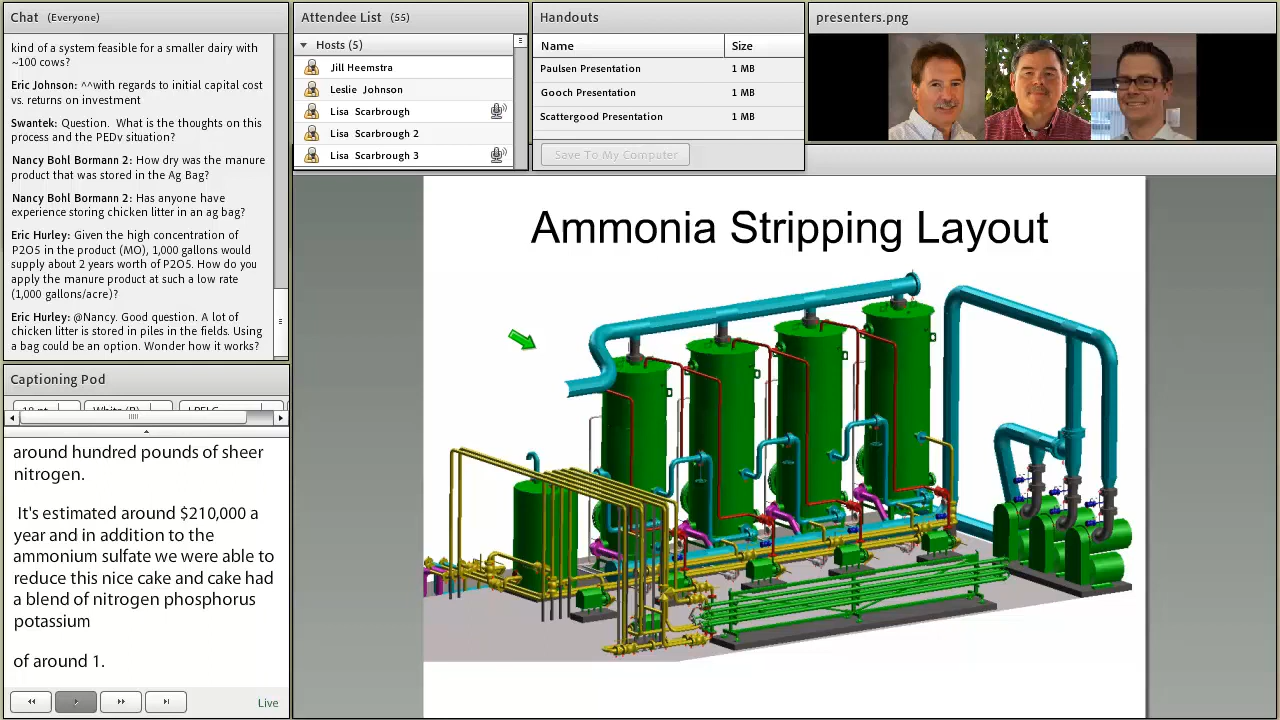 Chat (Everyone)
kind of a system feasible for a smaller dairy with
~100 cows?
Eric Johnson: ^^with regards to initial capital cost
vs. returns on investment
Swantek: Question. What is the thoughts on this
process and the PEDv situation?
Nancy Bohl Bormann 2: How dry was the manure
product that was stored in the Ag Bag?
Nancy Bohl Bormann 2: Has anyone have
experience storing chicken litter in an ag bag?
Eric Hurley: Given the high concentration of
P2O5 in the product (MO), 1,000 gallons would
supply about 2 years worth of P2O5. How do you
apply the manure product at such a low rate
(1,000 gallons/acre)?
Eric Hurley: @Nancy. Good question. A lot of
chicken litter is stored in piles in the fields. Using
a bag could be an option. Wonder how it works?
Captioning Pod
around hundred pounds of sheer
nitrogen.
It's estimated around $210,000 a
year and in addition to the
ammonium sulfate we were able to
reduce this nice cake and cake had
a blend of nitrogen phosphorus
potassium
of around 1.
Live
Attendee List (55)
Hosts (5)
Jill Heemstra
Leslie Johnson
Lisa Scarbrough
Lisa Scarbrough 2
Lisa Scarbrough 3
Handouts
Name Size
Paulsen Presentation 1 MB
Gooch Presentation 1 MB
Scattergood Presentation 1 MB
Save To My Computer
presenters.png
Ammonia Stripping Layout